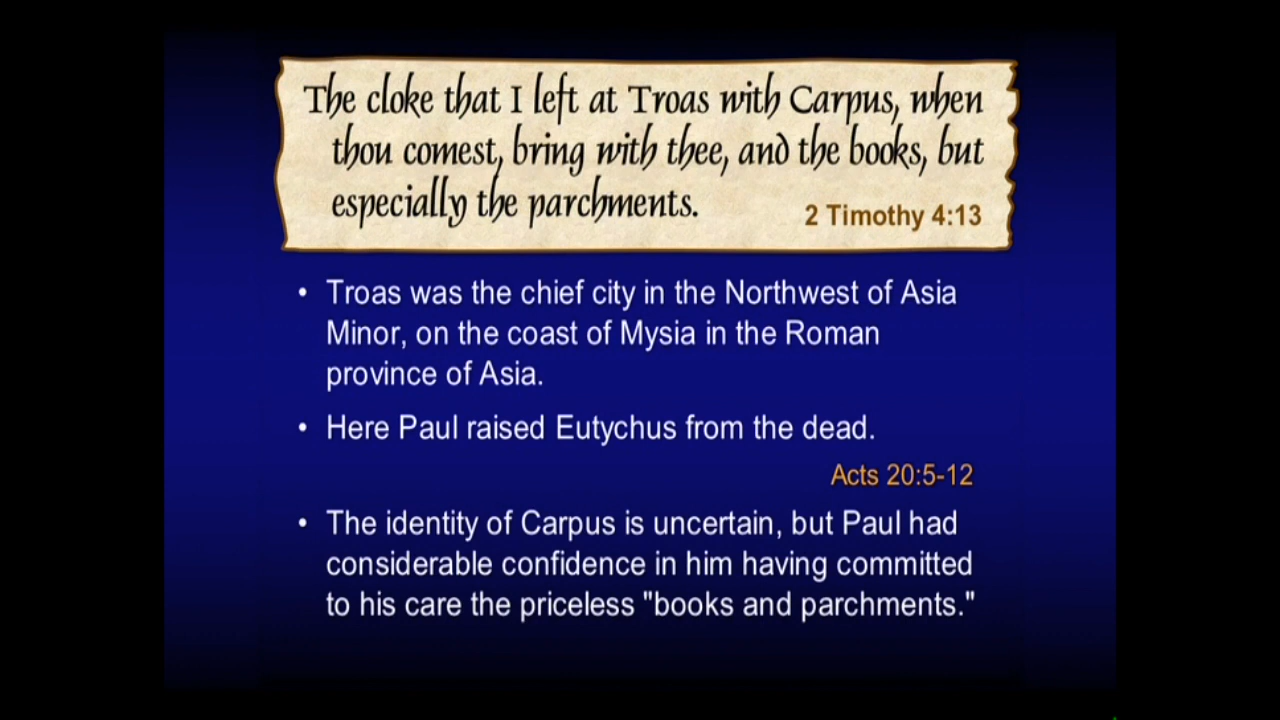 The cloke that I left at Troas with Carpus, when
thou comest, bring with thee, and the books, but
especially the parchments.
2 Timothy 4:13
• Troas was the chief city in the Northwest of Asia
Minor, on the coast of Mysia in the Roman
province of Asia.
• Here Paul raised Eutychus from the dead.
Acts 20:5-12
• The identity of Carpus is uncertain, but Paul had
considerable confidence in him having committed
to his care the priceless "books and parchments."